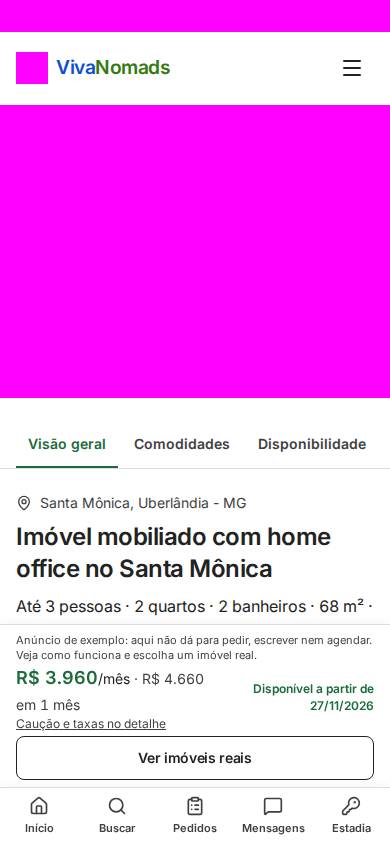 VivaNomads
Visão geral
Comodidades
Disponibilidade
Santa Mônica, Uberlândia - MG
Imóvel mobiliado com home
office no Santa Mônica
Até 3 pessoas · 2 quartos · 2 banheiros · 68 m² ·
Anúncio de exemplo: aqui não dá para pedir, escrever nem agendar.
Veja como funciona e escolha um imóvel real.
R$ 3.960/mês · R$ 4.660
em 1 mês
Caução e taxas no detalhe
Disponível a partir de
27/11/2026
Ver imóveis reais
Início
Buscar
Pedidos
Mensagens
Estadia